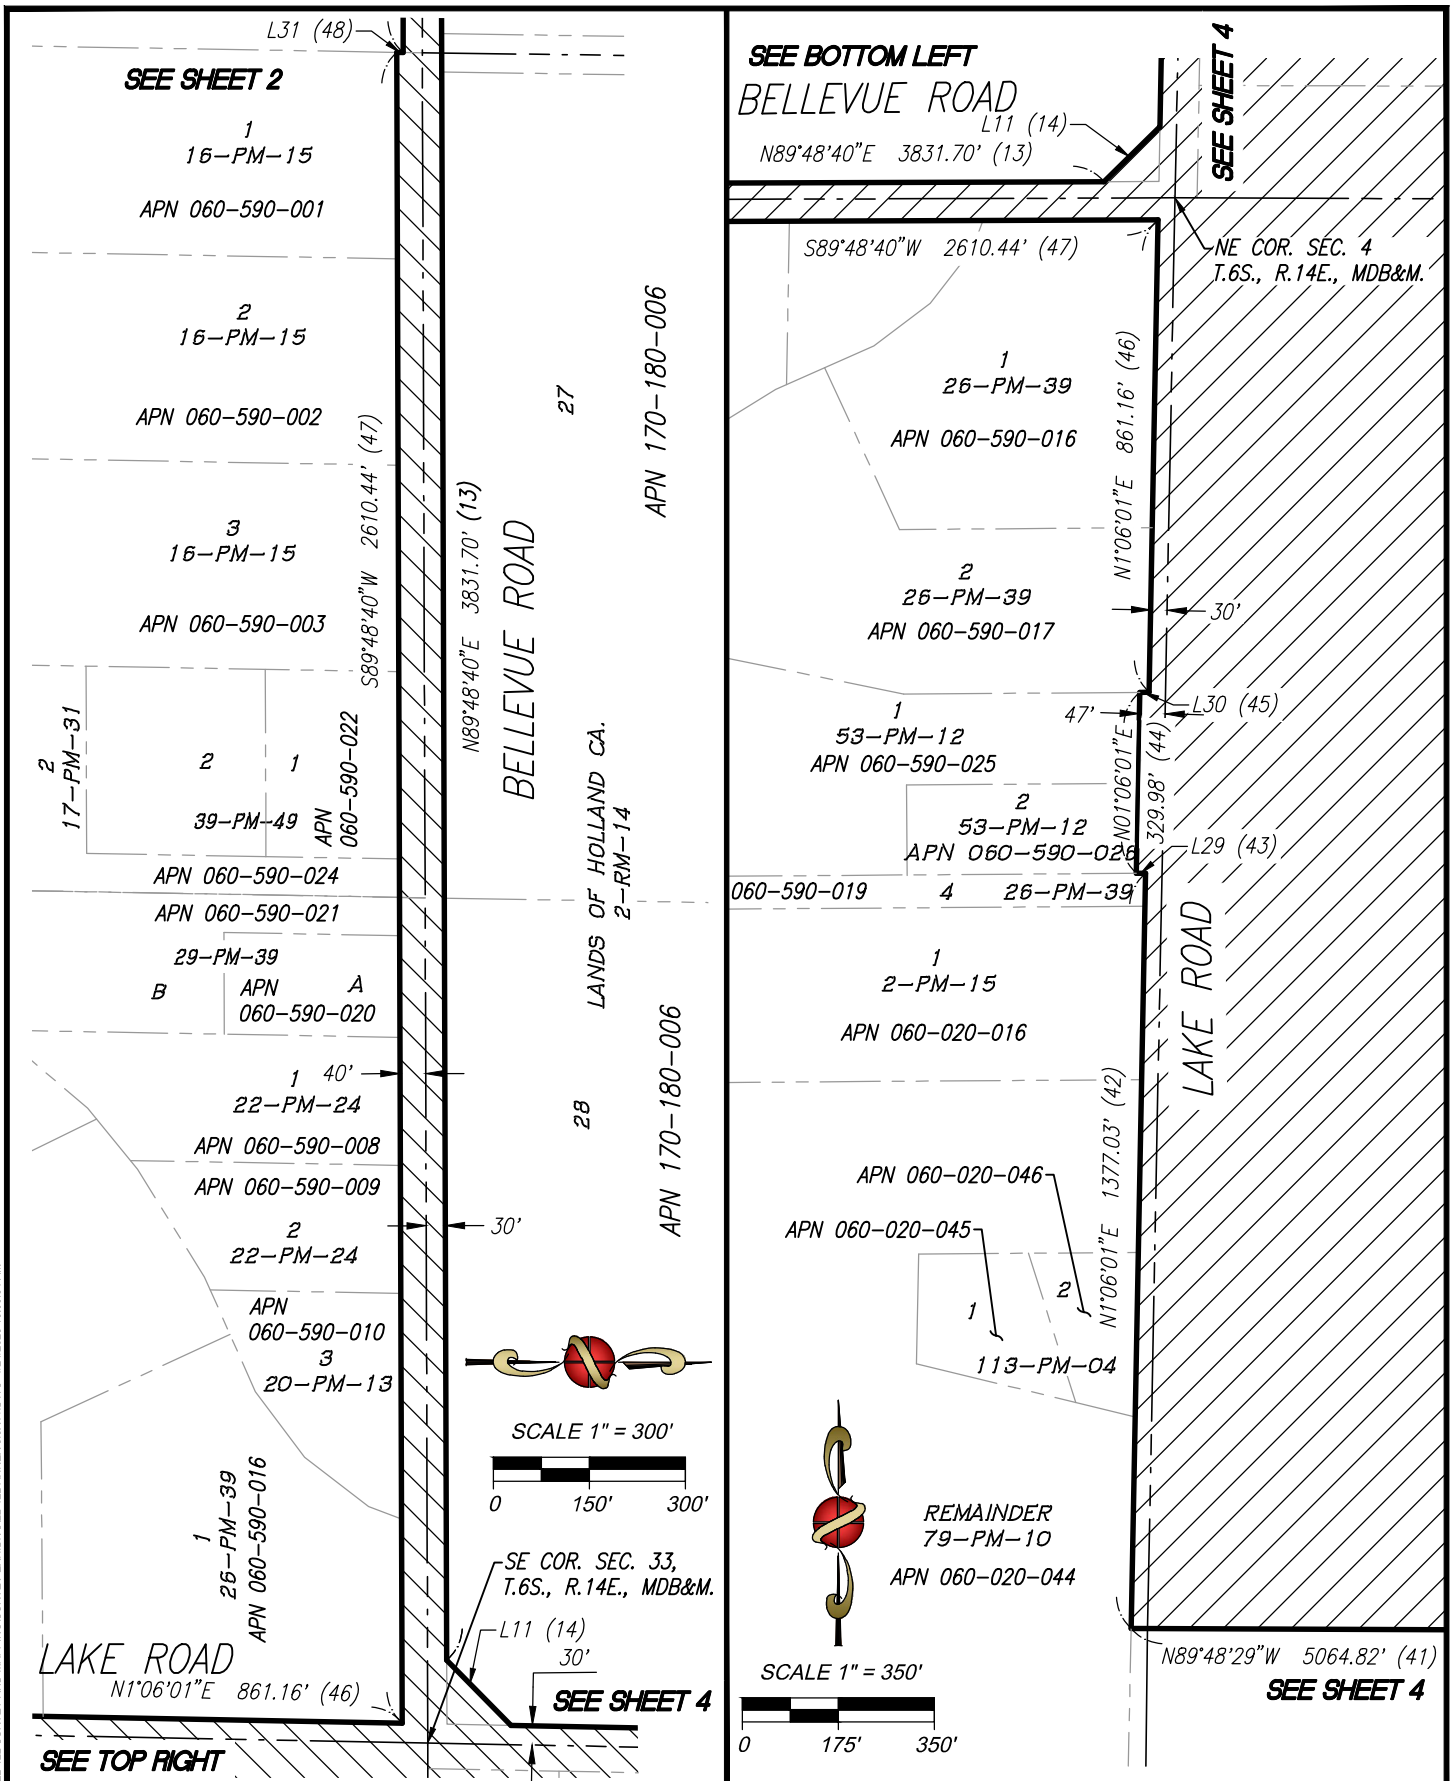 L31 (48)
SEE SHEET 2
1
16-PM-15
APN 060-590-001
2
16-PM-15
APN 060-590-002
3
16-PM-15
APN 060-590-003
S89°48'40"W 2610.44' (47)
2
17-PM-31
2
1
39-PM-49
APN
060-590-022
APN 060-590-024
APN 060-590-021
29-PM-39
B
A
APN
060-590-020
1
40'
22-PM-24
APN 060-590-008
APN 060-590-009
2
22-PM-24
APN
060-590-010
3
20-PM-13
1
26-PM-39
APN 060-590-016
LAKE ROAD
N1°06'01"E 861.16' (46)
SEE TOP RIGHT
N89°48'40"E 3831.70' (13)
BELLEVUE ROAD
27
APN 170-180-006
LANDS OF HOLLAND CA.
2-RM-14
28
APN 170-180-006
30'
SCALE 1" = 300'
0 150' 300'
SE COR. SEC. 33,
T.6S., R.14E., MDB&M.
L11 (14)
30'
SEE SHEET 4
SEE BOTTOM LEFT
BELLEVUE ROAD
L11 (14)
N89°48'40"E 3831.70' (13)
SEE SHEET 4
S89°48'40"W 2610.44' (47)
NE COR. SEC. 4
T.6S., R.14E., MDB&M.
1
26-PM-39
APN 060-590-016
N1°06'01"E 861.16' (46)
2
26-PM-39
APN 060-590-017
30'
L30 (45)
47'
1
53-PM-12
APN 060-590-025
N01°06'01"E
329.98' (44)
2
53-PM-12
APN 060-590-026
L29 (43)
060-590-019 4 26-PM-39
1
2-PM-15
APN 060-020-016
LAKE ROAD
N1°06'01"E 1377.03' (42)
APN 060-020-046
APN 060-020-045
1
2
113-PM-04
REMAINDER
79-PM-10
APN 060-020-044
SCALE 1" = 350'
0 175' 350'
N89°48'29"W 5064.82' (41)
SEE SHEET 4